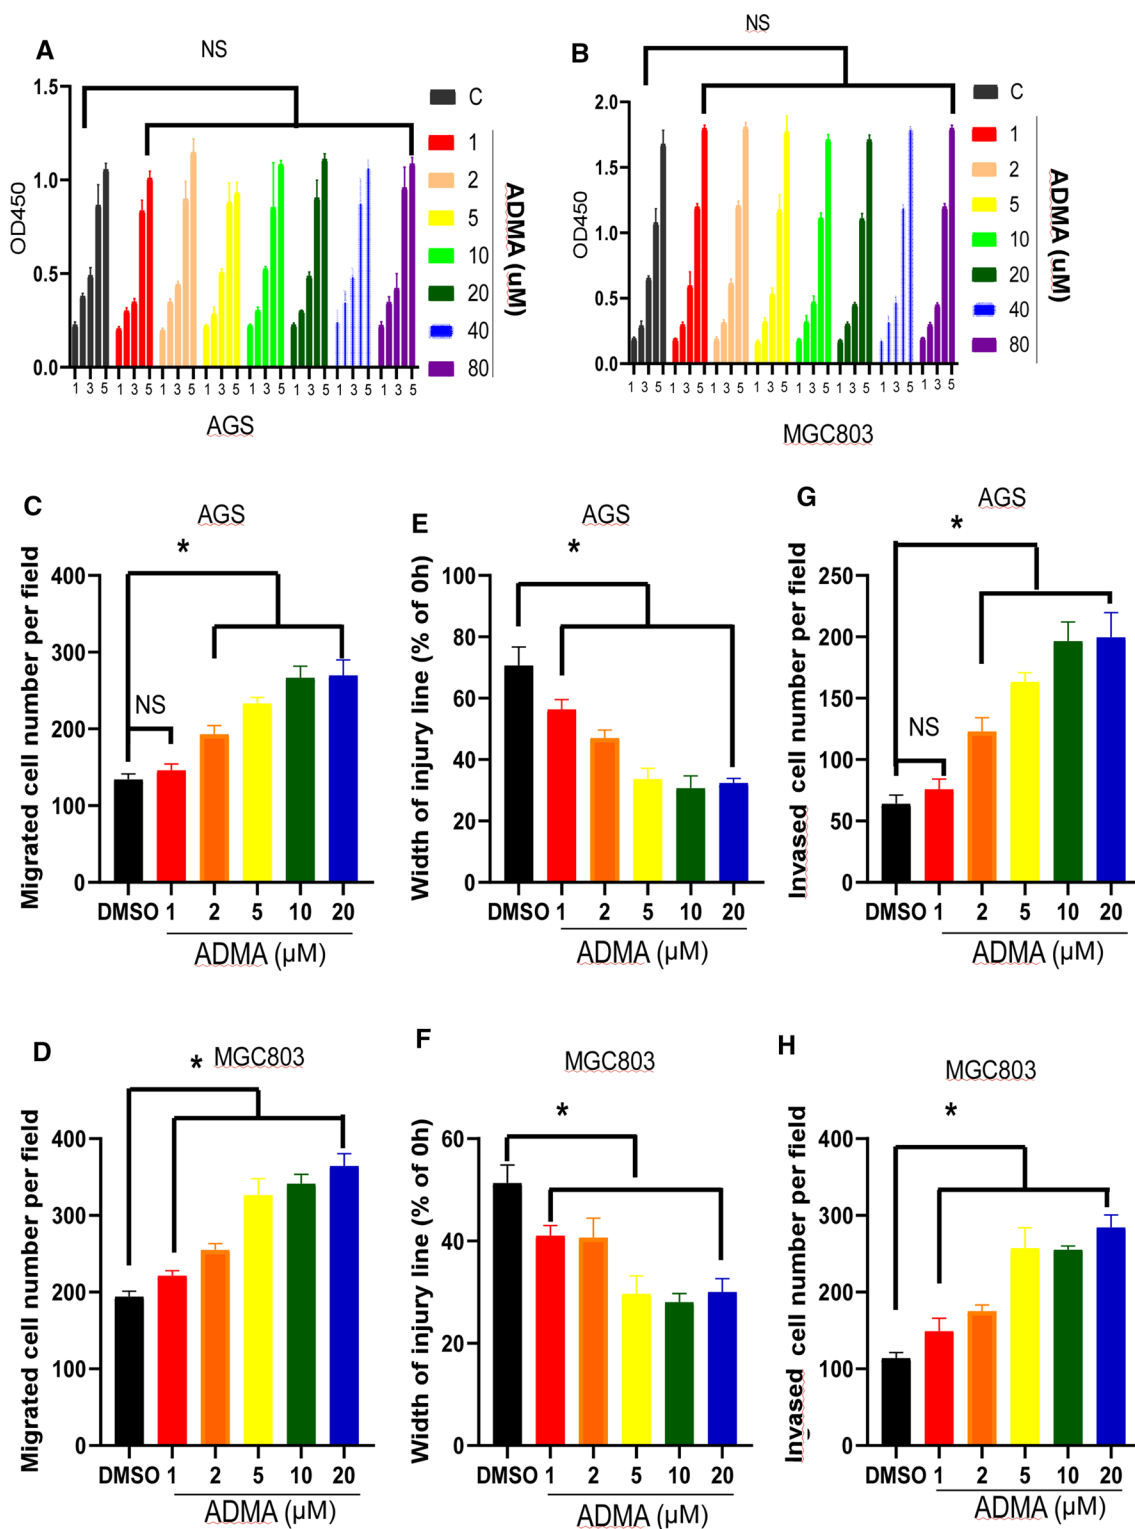 A
NS
1.5
1.0
0.5
0.0
OD450
1 3 5 1 3 5 1 3 5 1 3 5 1 3 5 1 3 5 1 3 5 1 3 5
AGS
C
1
2
5
10
20
40
80
ADMA (uM)
B
NS
2.0
1.5
1.0
0.5
0.0
OD450
1 3 5 1 3 5 1 3 5 1 3 5 1 3 5 1 3 5 1 3 5 1 3 5
MGC803
C
1
2
5
10
20
40
80
ADMA (uM)
C
AGS
*
NS
Migrated cell number per field
400
300
200
100
0
DMSO 1 2 5 10 20
ADMA (μM)
E
AGS
*
Width of injury line (% of 0h)
100
80
60
40
20
0
DMSO 1 2 5 10 20
ADMA (μM)
G
AGS
*
NS
Invased cell number per field
250
200
150
100
50
0
DMSO 1 2 5 10 20
ADMA (μM)
D
* MGC803
Migrated cell number per field
400
300
200
100
0
DMSO 1 2 5 10 20
ADMA (μM)
F
MGC803
*
Width of injury line (% of 0h)
60
40
20
0
DMSO 1 2 5 10 20
ADMA (μM)
H
MGC803
*
Invased cell number per field
400
300
200
100
0
DMSO 1 2 5 10 20
ADMA (μM)